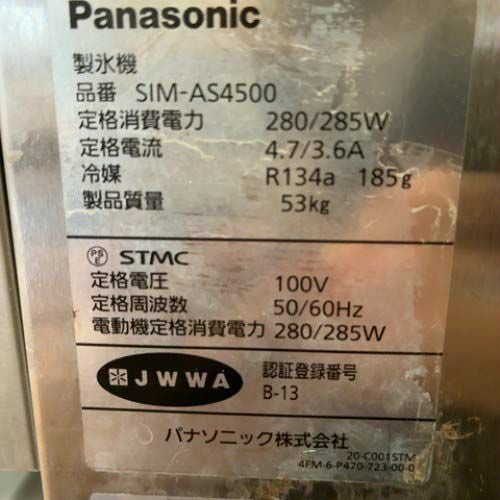 Panasonic
製氷機
品番 SIM-AS4500
定格消費電力 280/285W
定格電流 4.7/3.6A
冷媒 R134a 185g
製品質量 53kg
PS E STMC
定格電圧 100V
定格周波数 50/60Hz
電動機定格消費電力 280/285W
JWWA 認証登録番号
B-13
パナソニック株式会社
20-C001STM
4FM-6-P470-723-00-0